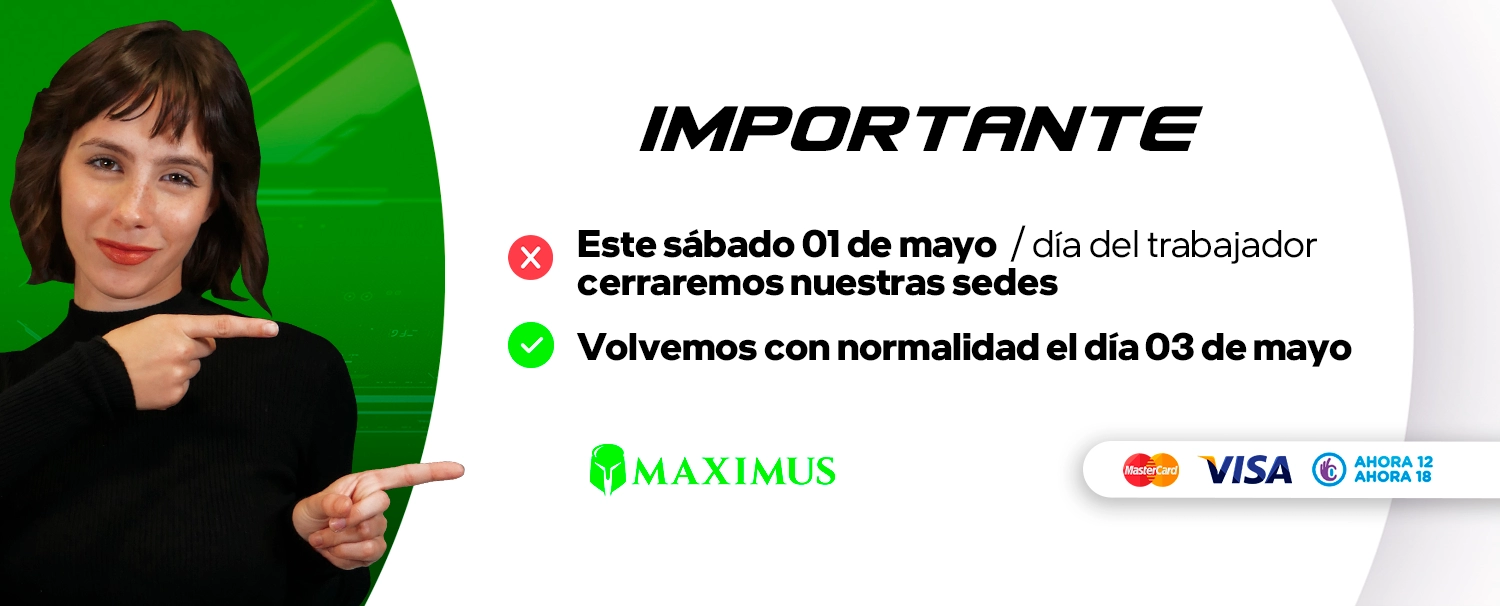 IMPORTANTE
Este sábado 01 de mayo / día del trabajador
cerraremos nuestras sedes
Volvemos con normalidad el día 03 de mayo
MAXIMUS
MasterCard
VISA
AHORA 12
AHORA 18